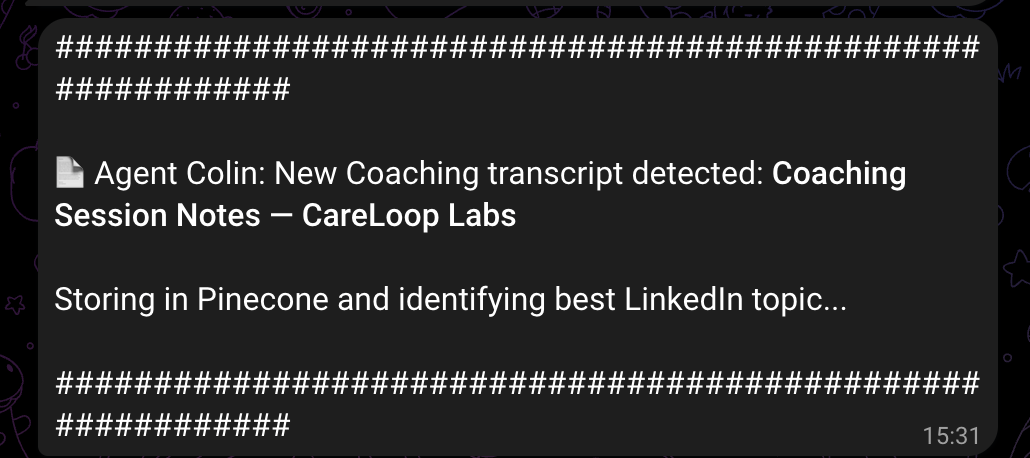 ###############################################
############
📄 Agent Colin: New Coaching transcript detected: Coaching
Session Notes — CareLoop Labs
Storing in Pinecone and identifying best LinkedIn topic...
###############################################
############
15:31